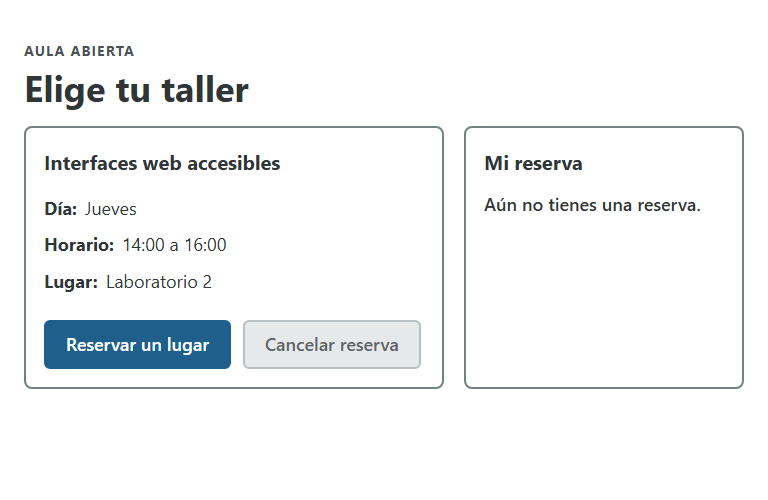 AULA ABIERTA
Elige tu taller
Interfaces web accesibles
Día: Jueves
Horario: 14:00 a 16:00
Lugar: Laboratorio 2
Reservar un lugar
Cancelar reserva
Mi reserva
Aún no tienes una reserva.